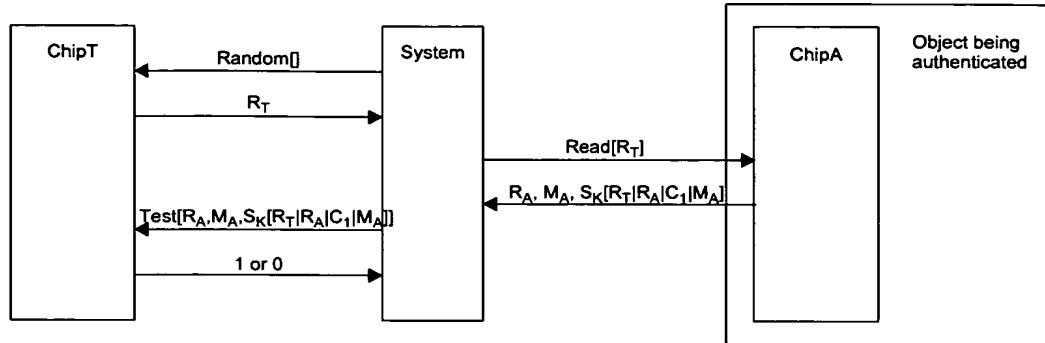 ChipT
System
ChipA
Object being
authenticated
Random[]
R_T
Read[R_T]
R_A, M_A, S_K[R_T|R_A|C_1|M_A]
Test[R_A,M_A,S_K[R_T|R_A|C_1|M_A]]
1 or 0